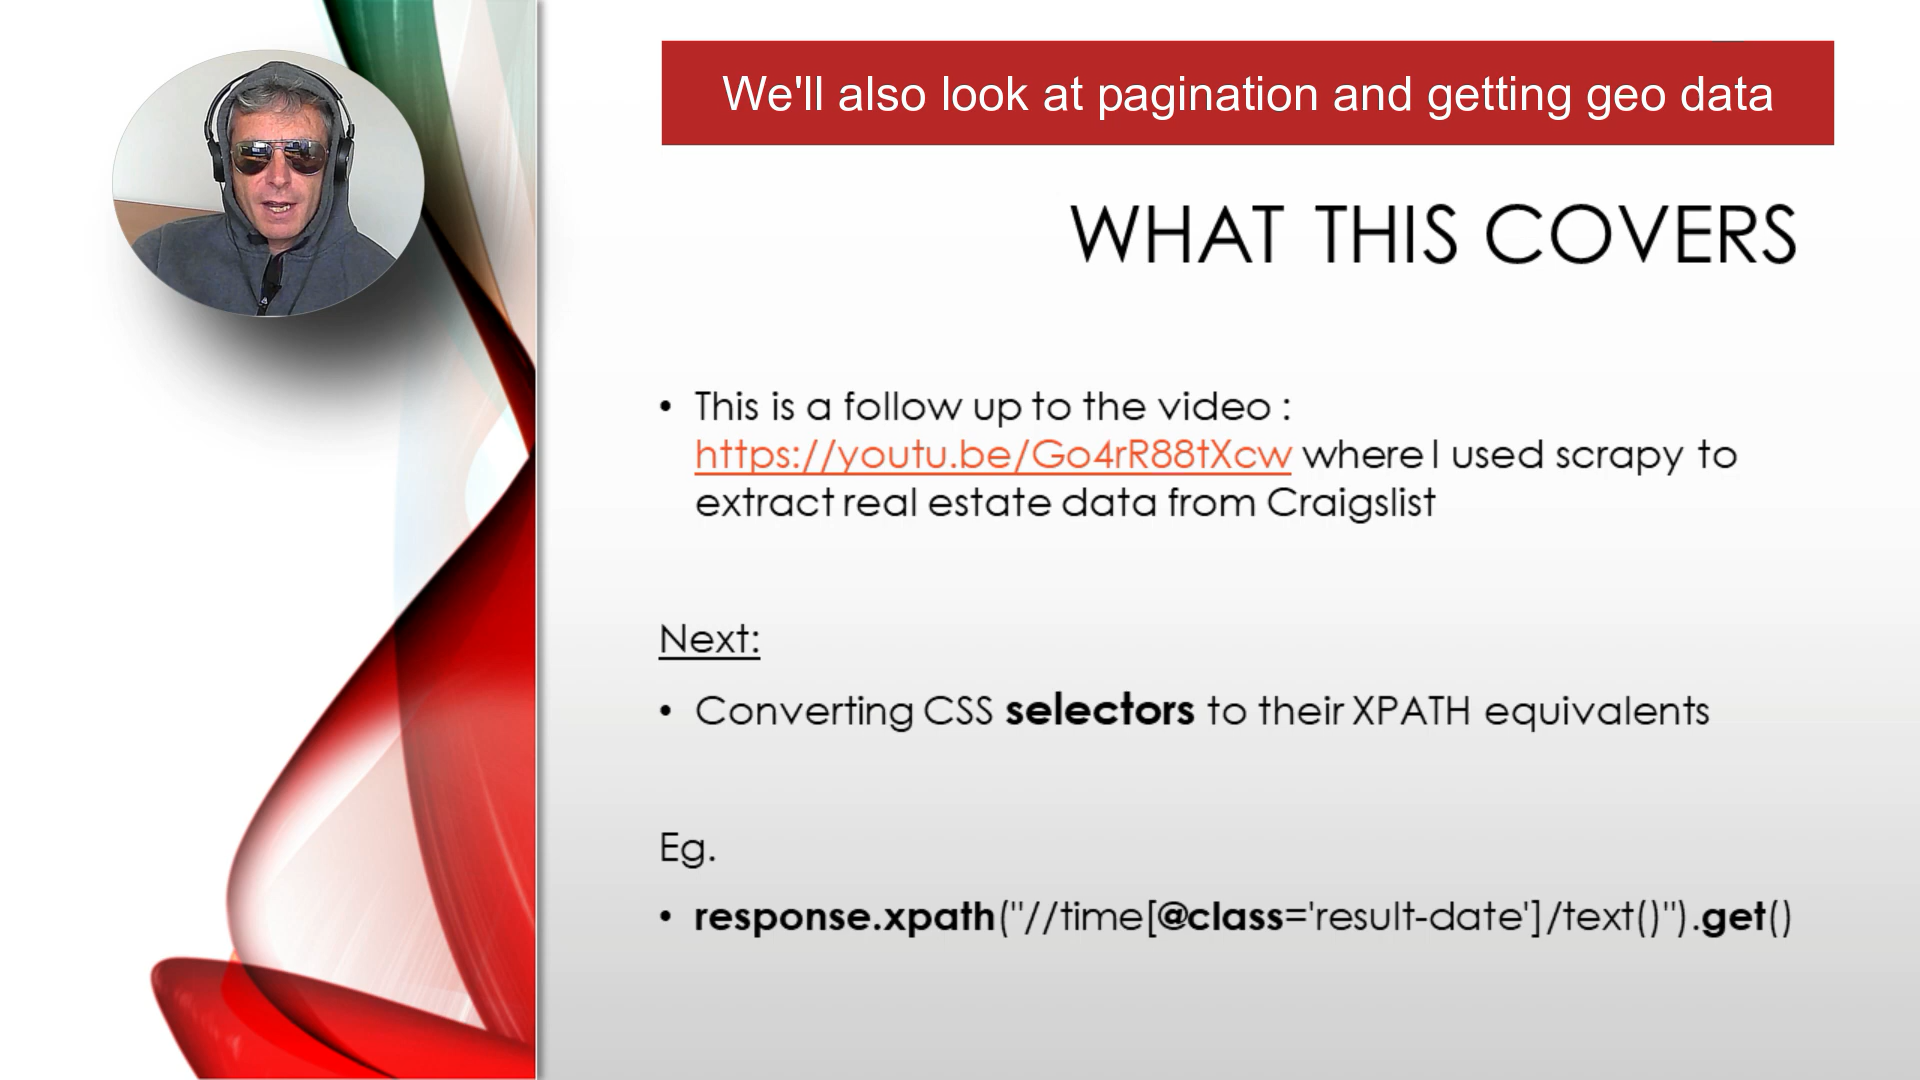 We'll also look at pagination and getting geo data
WHAT THIS COVERS
• This is a follow up to the video :
https://youtu.be/Go4rR88tXcw where I used scrapy to
extract real estate data from Craigslist
Next:
• Converting CSS selectors to their XPATH equivalents
Eg.
• response.xpath("//time[@class='result-date']/text()").get()